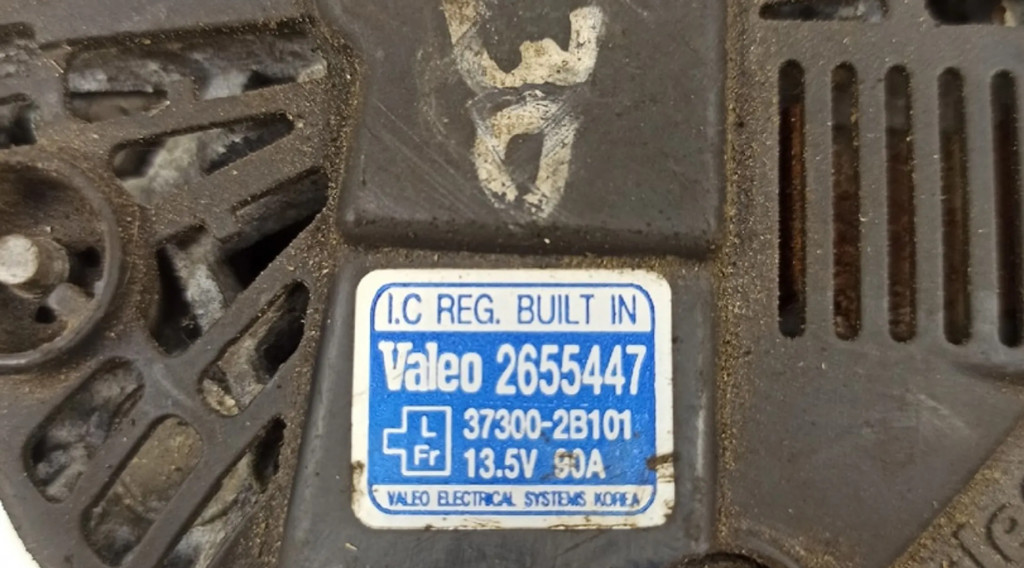 I.C REG. BUILT IN
Valeo 2655447
37300-2B101
L
Fr
13.5V 90A
VALEO ELECTRICAL SYSTEMS KOREA